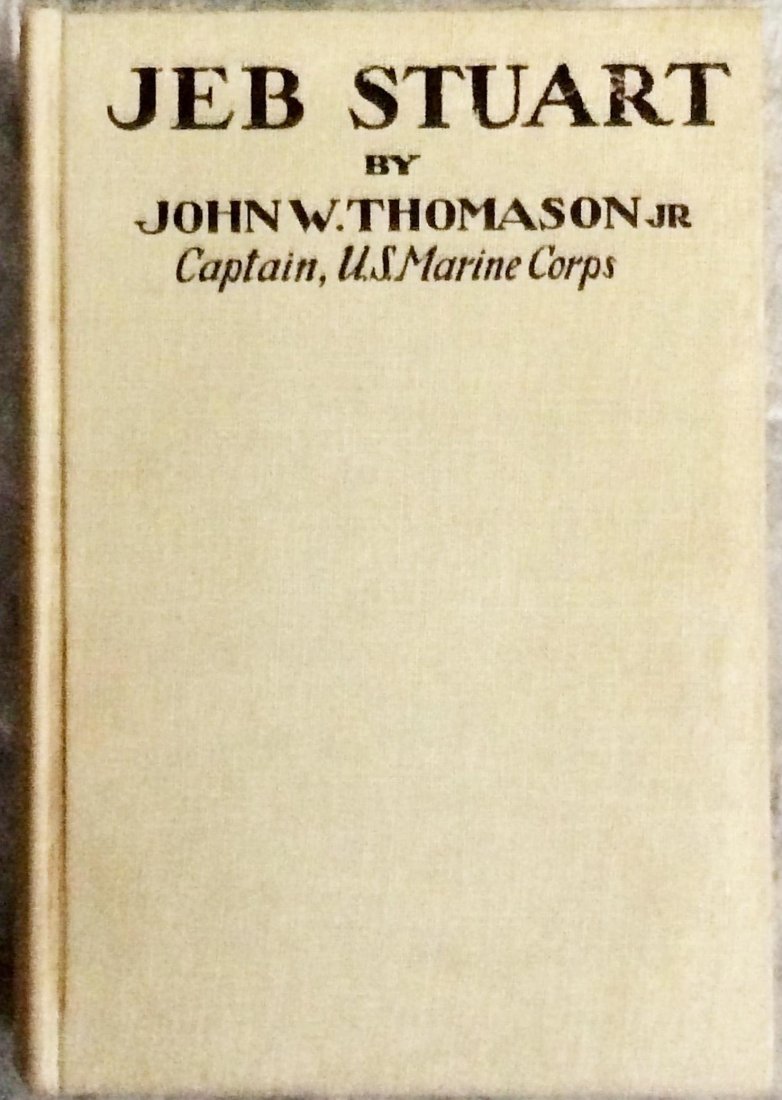 JEB STUART
BY
JOHN W. THOMASON JR
Captain, U.S. Marine Corps